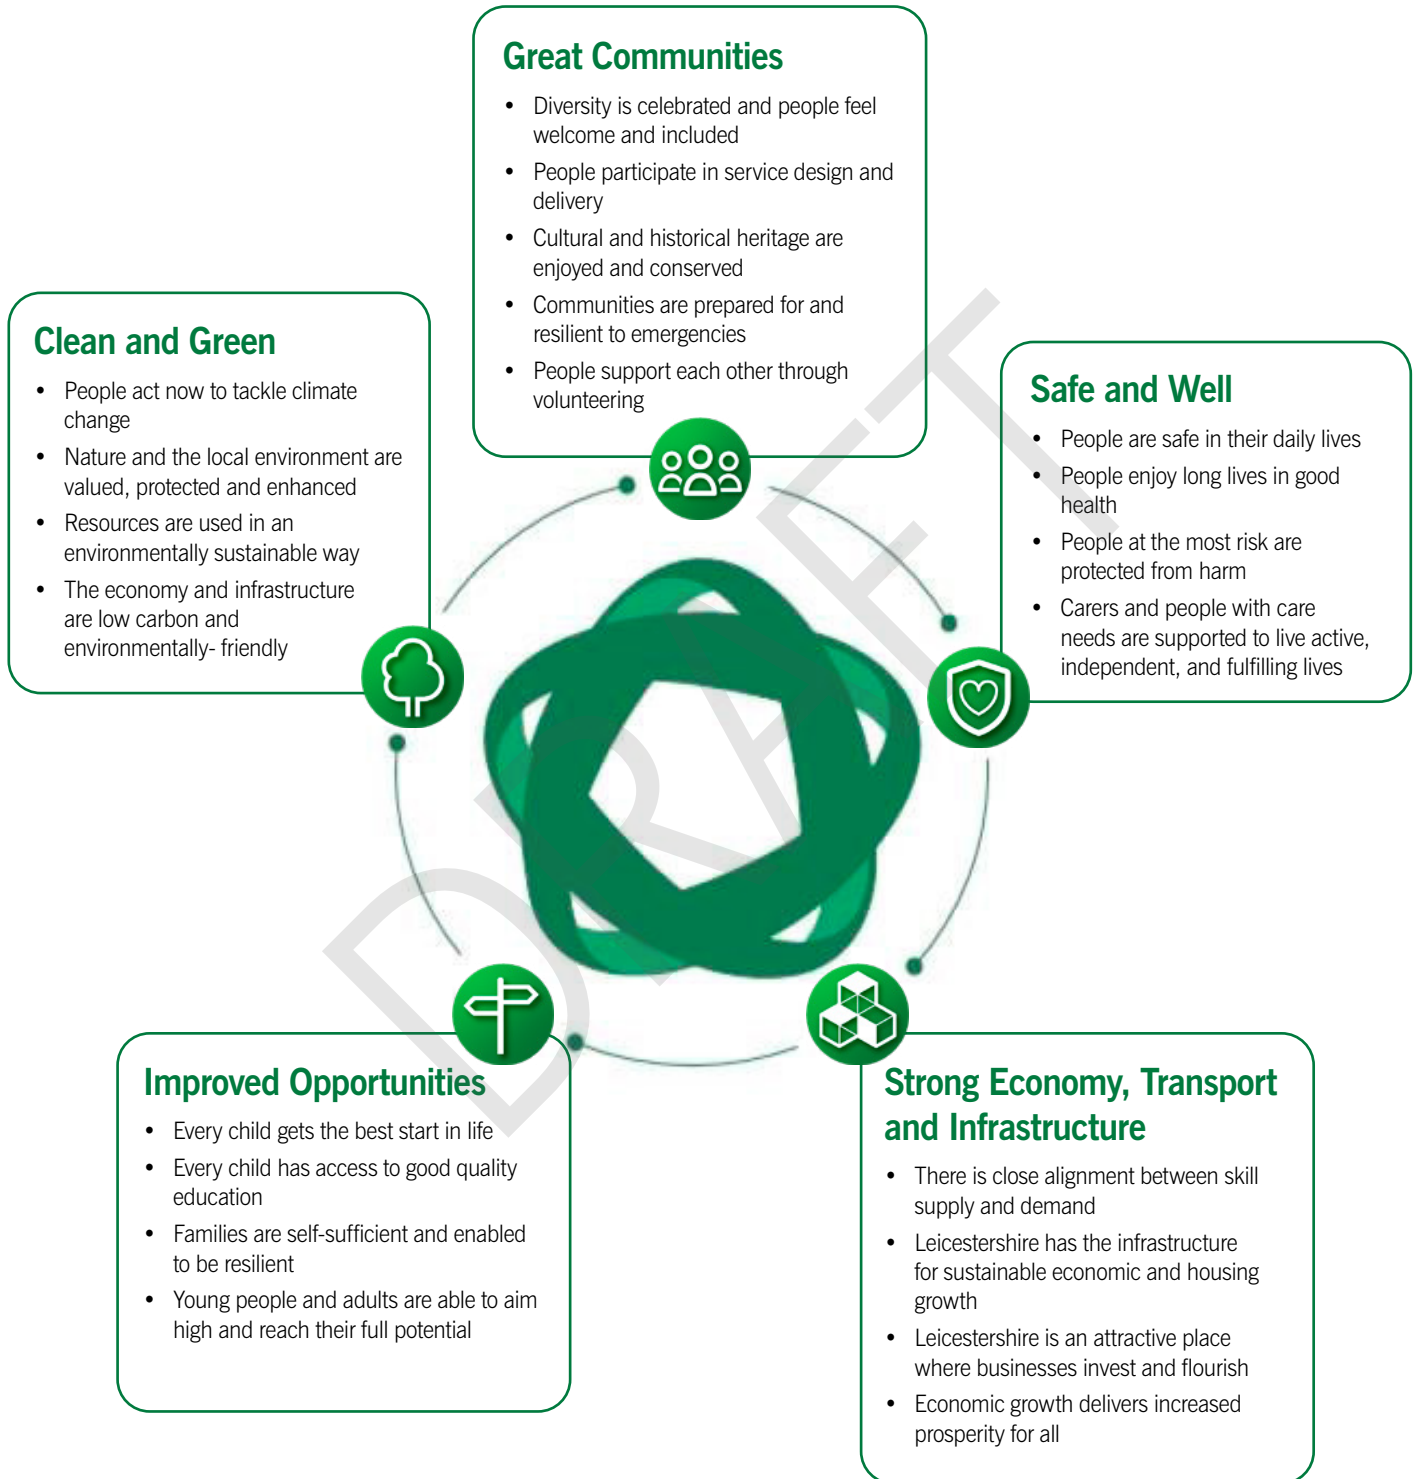 Great Communities
• Diversity is celebrated and people feel
welcome and included
• People participate in service design and
delivery
• Cultural and historical heritage are
enjoyed and conserved
• Communities are prepared for and
resilient to emergencies
• People support each other through
volunteering
Clean and Green
• People act now to tackle climate
change
• Nature and the local environment are
valued, protected and enhanced
• Resources are used in an
environmentally sustainable way
• The economy and infrastructure
are low carbon and
environmentally- friendly
Safe and Well
• People are safe in their daily lives
• People enjoy long lives in good
health
• People at the most risk are
protected from harm
• Carers and people with care
needs are supported to live active,
independent, and fulfilling lives
DRAFT
Improved Opportunities
• Every child gets the best start in life
• Every child has access to good quality
education
• Families are self-sufficient and enabled
to be resilient
• Young people and adults are able to aim
high and reach their full potential
Strong Economy, Transport
and Infrastructure
• There is close alignment between skill
supply and demand
• Leicestershire has the infrastructure
for sustainable economic and housing
growth
• Leicestershire is an attractive place
where businesses invest and flourish
• Economic growth delivers increased
prosperity for all